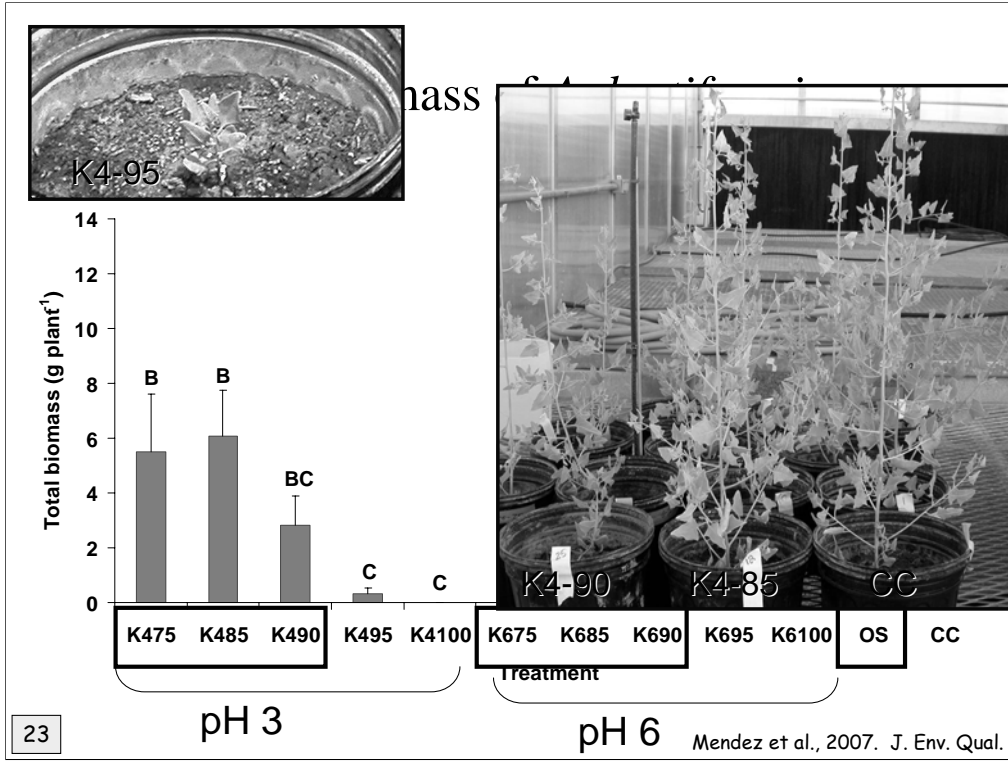 mass of
K4-95
14
12
10
8
6
4
2
0
Total biomass (g plant-1)
B
B
BC
C
C
K4-90
K4-85
CC
K475 K485 K490 K495 K4100 K675 K685 K690 K695 K6100 OS CC
Treatment
pH 3
pH 6
23
Mendez et al., 2007. J. Env. Qual.